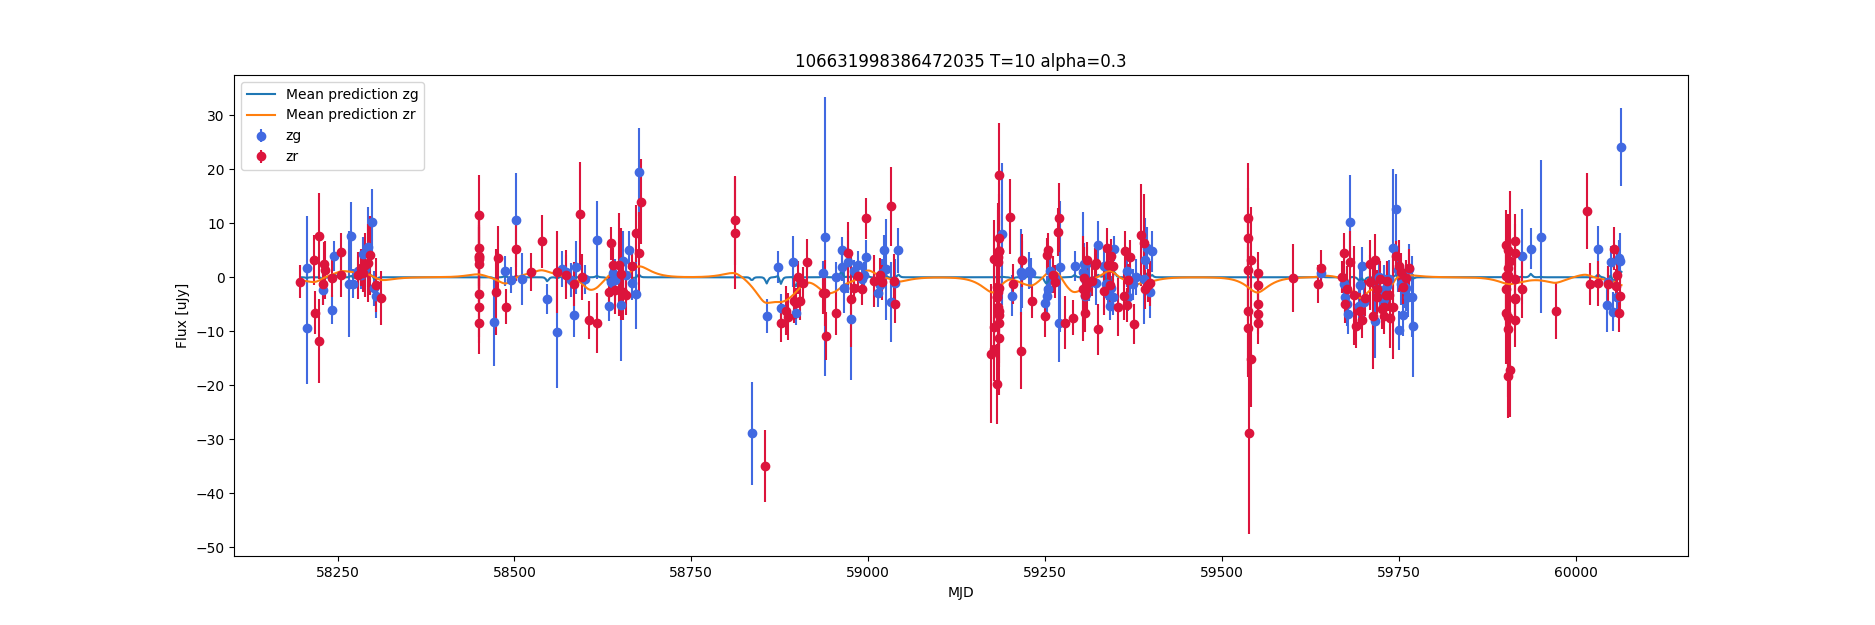 106631998386472035 T=10 alpha=0.3
Mean prediction zg
Mean prediction zr
zg
zr
Flux [uJy]
30
20
10
0
−10
−20
−30
−40
−50
58250
58500
58750
59000
59250
59500
59750
60000
MJD